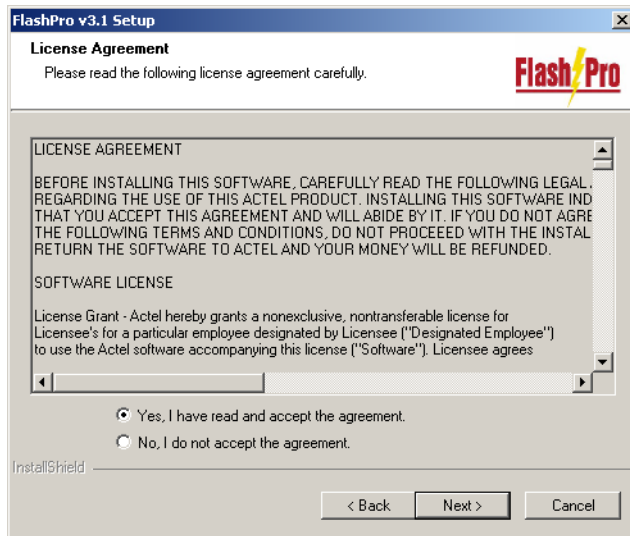 FlashPro v3.1 Setup
License Agreement
Please read the following license agreement carefully.
Flash Pro
LICENSE AGREEMENT
BEFORE INSTALLING THIS SOFTWARE, CAREFULLY READ THE FOLLOWING LEGAL
REGARDING THE USE OF THIS ACTEL PRODUCT. INSTALLING THIS SOFTWARE IND
THAT YOU ACCEPT THIS AGREEMENT AND WILL ABIDE BY IT. IF YOU DO NOT AGRE
THE FOLLOWING TERMS AND CONDITIONS, DO NOT PROCEEED WITH THE INSTAL
RETURN THE SOFTWARE TO ACTEL AND YOUR MONEY WILL BE REFUNDED.
SOFTWARE LICENSE
License Grant - Actel hereby grants a nonexclusive, nontransferable license for
Licensee's for a particular employee designated by Licensee ("Designated Employee")
to use the Actel software accompanying this license ("Software"). Licensee agrees
Yes, I have read and accept the agreement.
No, I do not accept the agreement.
InstallShield
< Back Next > Cancel